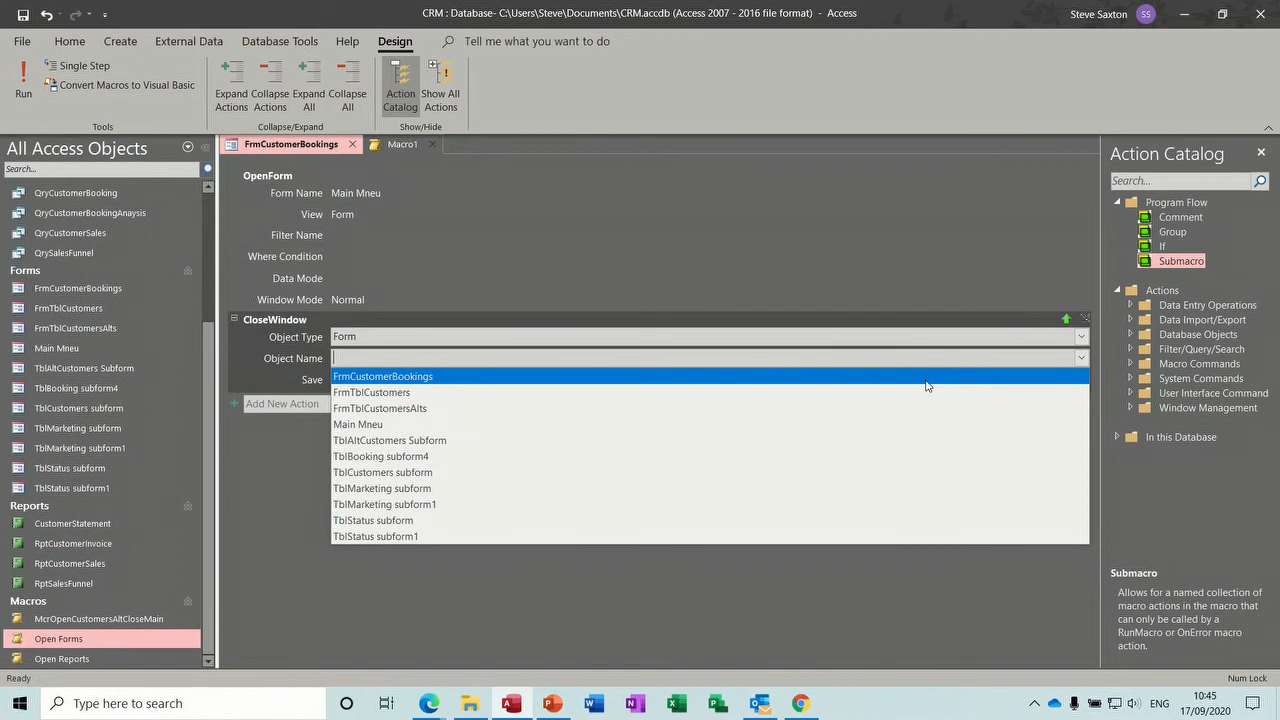 CRM : Database- C:\Users\Steve\Documents\CRM.accdb (Access 2007 - 2016 file format) - Access
Steve Saxton
SS
File
Home
Create
External Data
Database Tools
Help
Design
Tell me what you want to do
Run
Single Step
Convert Macros to Visual Basic
Tools
Expand Actions
Collapse Actions
Expand All
Collapse All
Collapse/Expand
Action Catalog
Show All Actions
Show/Hide
All Access Objects
Search...
QryCustomerBooking
QryCustomerBookingAnaysis
QryCustomerSales
QrySalesFunnel
Forms
FrmCustomerBookings
FrmTblCustomers
FrmTblCustomersAlts
Main Mneu
TblAltCustomers Subform
TblBooking subform4
TblCustomers subform
TblMarketing subform
TblMarketing subform1
TblStatus subform
TblStatus subform1
Reports
CustomerStatement
RptCustomerInvoice
RptCustomerSales
RptSalesFunnel
Macros
McrOpenCustomersAltCloseMain
Open Forms
Open Reports
FrmCustomerBookings
Macro1
OpenForm
Form Name Main Mneu
View Form
Filter Name
Where Condition
Data Mode
Window Mode Normal
CloseWindow
Object Type Form
Object Name
Save
Add New Action
FrmCustomerBookings
FrmTblCustomers
FrmTblCustomersAlts
Main Mneu
TblAltCustomers Subform
TblBooking subform4
TblCustomers subform
TblMarketing subform
TblMarketing subform1
TblStatus subform
TblStatus subform1
Action Catalog
Search...
Program Flow
Comment
Group
If
Submacro
Actions
Data Entry Operations
Data Import/Export
Database Objects
Filter/Query/Search
Macro Commands
System Commands
User Interface Command
Window Management
In this Database
Submacro
Allows for a named collection of
macro actions in the macro that
can only be called by a
RunMacro or OnError macro
action.
Ready
Num Lock
Type here to search
ENG
10:45
17/09/2020